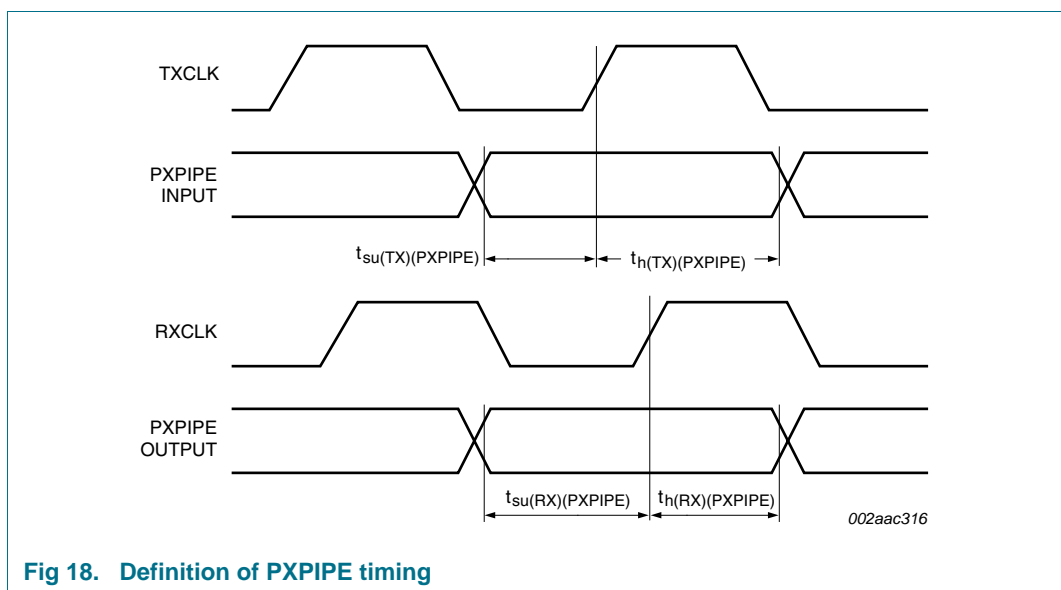 TXCLK
PXPIPE
INPUT
tsu(TX)(PXPIPE) th(TX)(PXPIPE)
RXCLK
PXPIPE
OUTPUT
tsu(RX)(PXPIPE) th(RX)(PXPIPE)
002aac316
Fig 18. Definition of PXPIPE timing